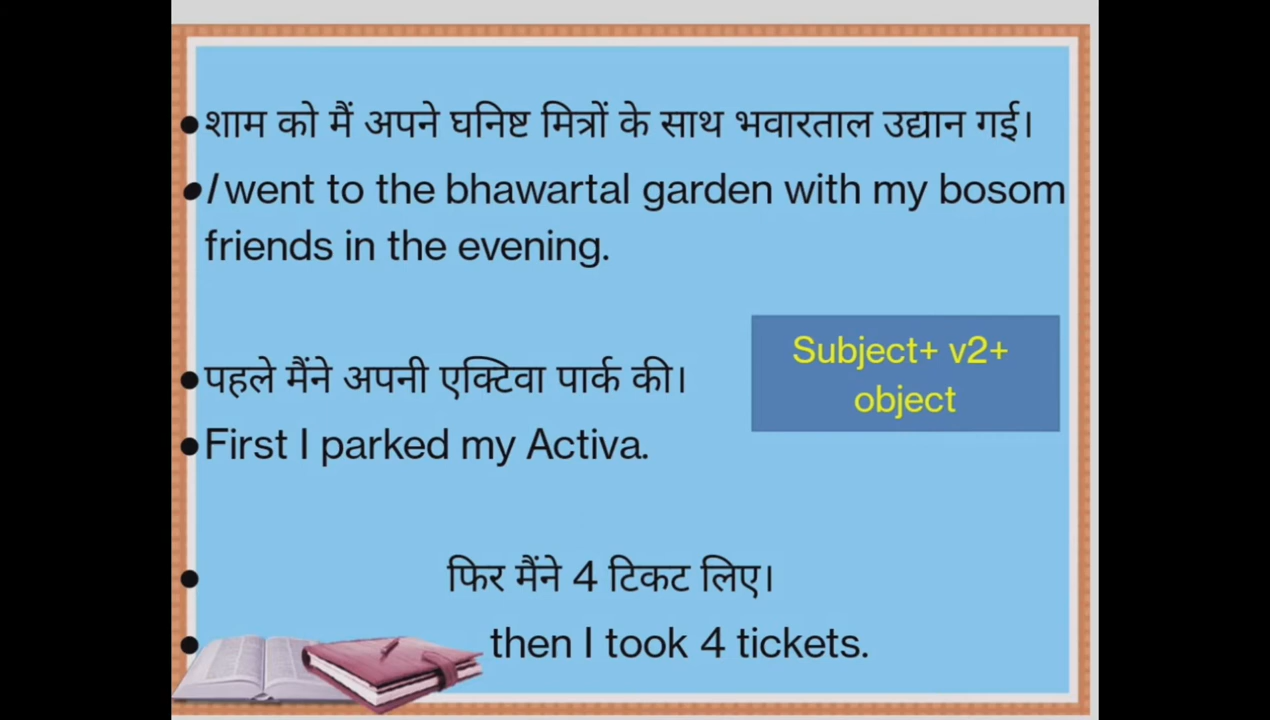 ●शाम को मैं अपने घनिष्ट मित्रों के साथ भवारताल उद्यान गई।
●I went to the bhawartal garden with my bosom
friends in the evening.
Subject+ v2+
object
●पहले मैंने अपनी एक्टिवा पार्क की।
●First I parked my Activa.
● फिर मैंने 4 टिकट लिए।
● then I took 4 tickets.